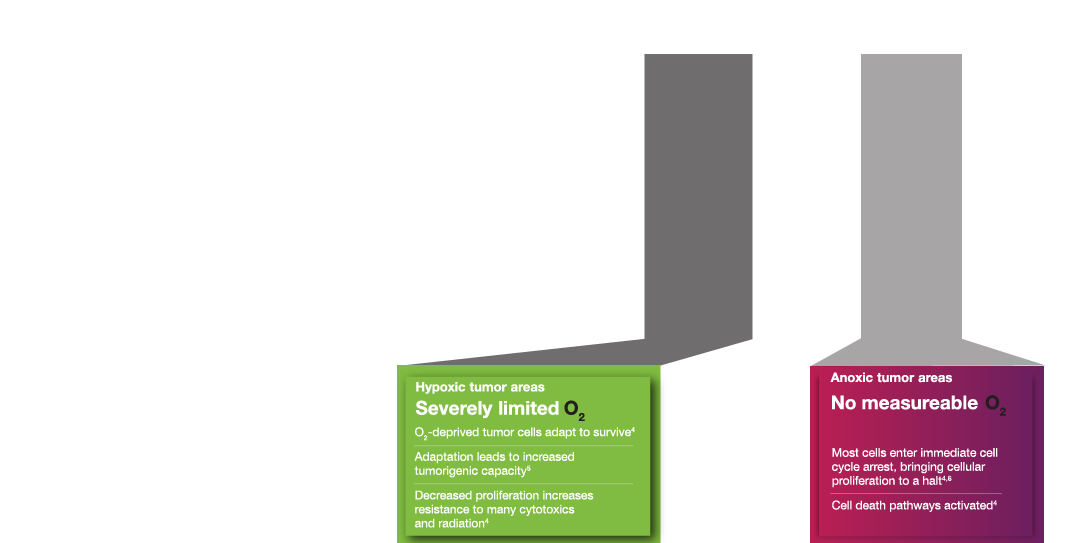 Hypoxic tumor areas
Severely limited O₂
O₂-deprived tumor cells adapt to survive⁴
Adaptation leads to increased
tumorigenic capacity⁵
Decreased proliferation increases
resistance to many cytotoxics
and radiation⁴
Anoxic tumor areas
No measureable O₂
Most cells enter immediate cell
cycle arrest, bringing cellular
proliferation to a halt⁴,⁶
Cell death pathways activated⁴